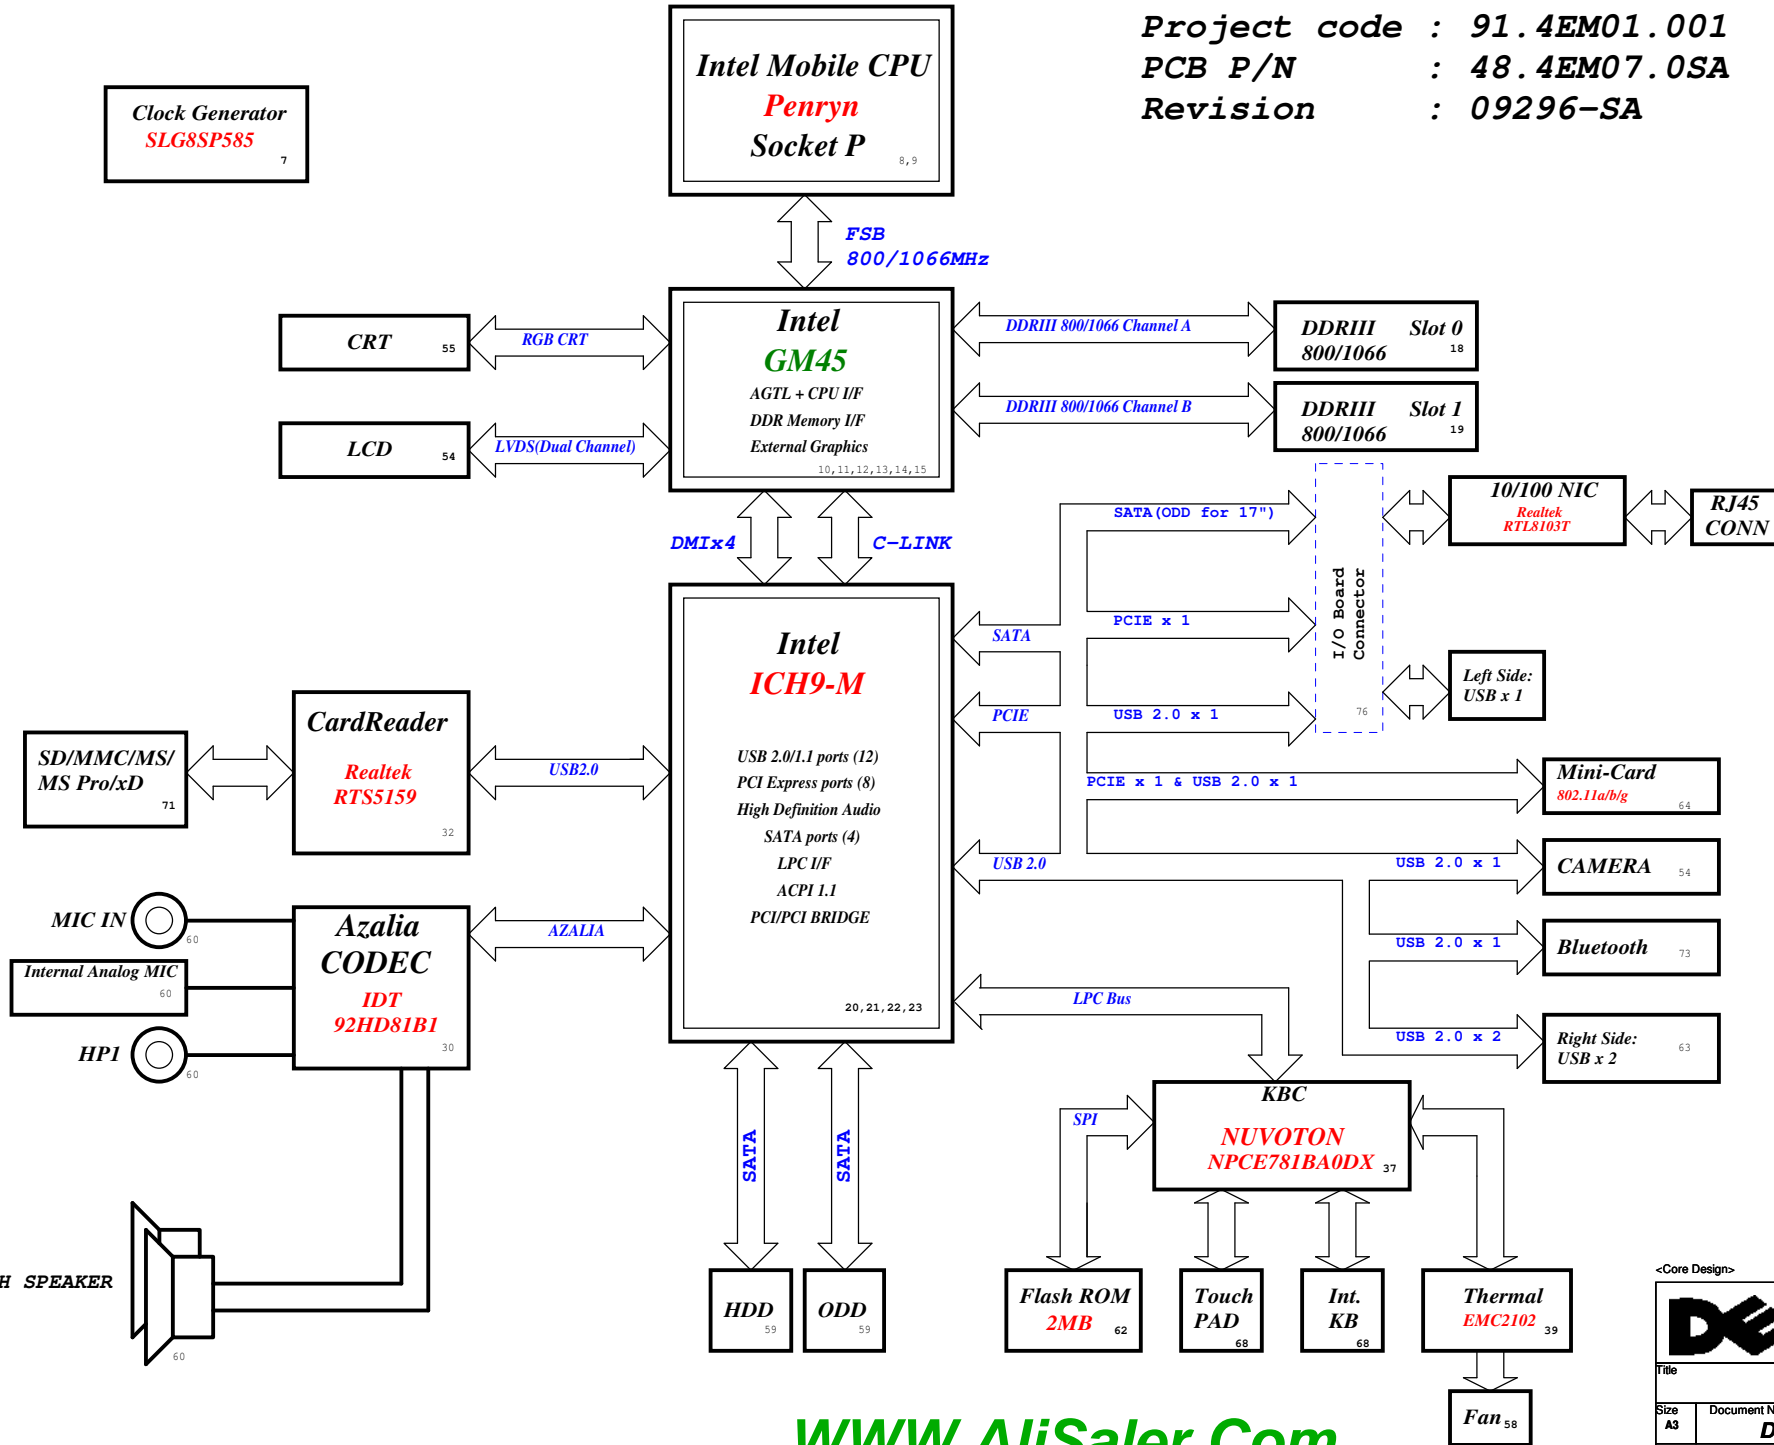 Project code : 91.4EM01.001
PCB P/N : 48.4EM07.0SA
Revision : 09296-SA
Clock Generator
SLG8SP585
7
Intel Mobile CPU
Penryn
Socket P
8,9
FSB
800/1066MHz
CRT
55
RGB CRT
LCD
54
LVDS(Dual Channel)
Intel
GM45
AGTL + CPU I/F
DDR Memory I/F
External Graphics
10,11,12,13,14,15
DDRIII 800/1066 Channel A
DDRIII Slot 0
800/1066
18
DDRIII 800/1066 Channel B
DDRIII Slot 1
800/1066
19
DMIx4
C-LINK
SATA(ODD for 17")
PCIE x 1
USB 2.0 x 1
I/O Board
Connector
76
10/100 NIC
Realtek
RTL8103T
RJ45
CONN
Left Side:
USB x 1
Intel
ICH9-M
USB 2.0/1.1 ports (12)
PCI Express ports (8)
High Definition Audio
SATA ports (4)
LPC I/F
ACPI 1.1
PCI/PCI BRIDGE
20,21,22,23
SATA
PCIE
USB 2.0
SD/MMC/MS/
MS Pro/xD
71
CardReader
Realtek
RTS5159
32
USB2.0
PCIE x 1 & USB 2.0 x 1
Mini-Card
802.11a/b/g
64
USB 2.0 x 1
CAMERA
54
USB 2.0 x 1
Bluetooth
73
USB 2.0 x 2
Right Side:
USB x 2
63
MIC IN
60
Internal Analog MIC
60
HP1
60
Azalia
CODEC
IDT
92HD81B1
30
AZALIA
LPC Bus
KBC
NUVOTON
NPCE781BA0DX
37
SPI
SATA
SATA
H SPEAKER
60
HDD
59
ODD
59
Flash ROM
2MB
62
Touch
PAD
68
Int.
KB
68
Thermal
EMC2102
39
Fan
58
<Core Design>
Title
Size
A3
Document N
D
WWW.AliSaler.Com